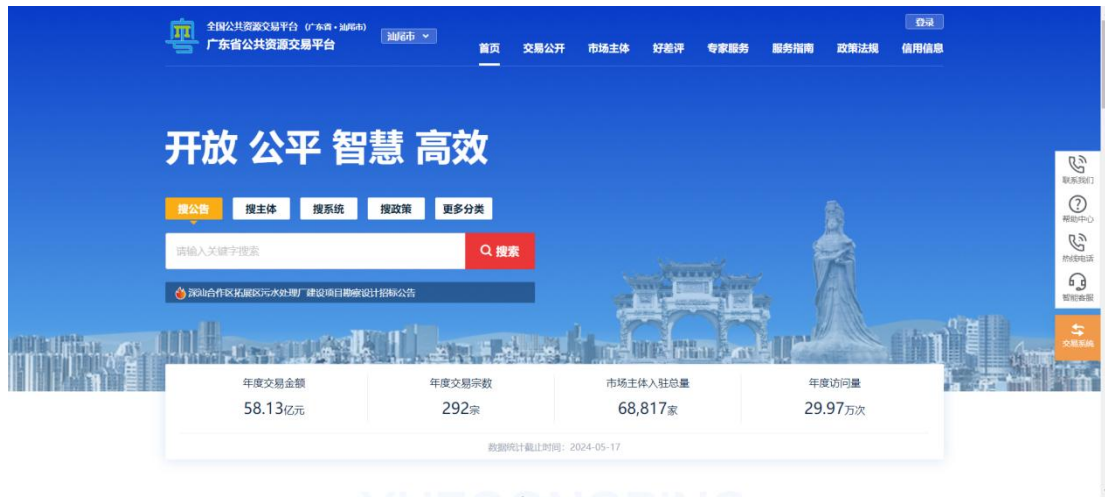 全国公共资源交易平台（广东省·汕尾市）
广东省公共资源交易平台
汕尾市
登录
首页 交易公开 市场主体 好差评 专家服务 服务指南 政策法规 信用信息
开放 公平 智慧 高效
搜公告 搜主体 搜系统 搜政策 更多分类
请输入关键字搜索
搜索
深汕合作区拓展区污水处理厂建设项目勘察设计招标公告
联系我们
帮助中心
热线电话
智能客服
交易系统
年度交易金额 年度交易宗数 市场主体入驻总量 年度访问量
58.13亿元 292宗 68,817家 29.97万次
数据统计截止时间：2024-05-17